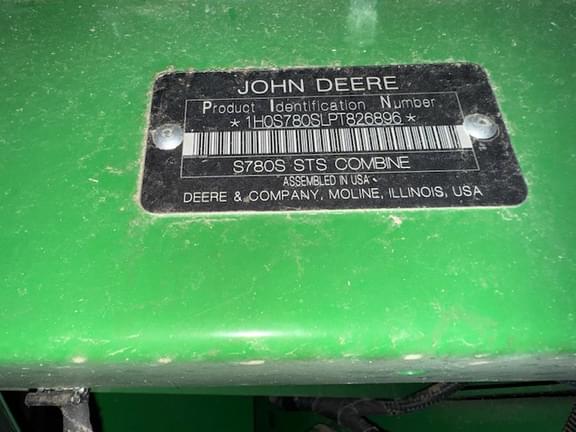 JOHN DEERE
Product Identification Number
*1H0S780SLPT826896*
S780S STS COMBINE
ASSEMBLED IN USA
DEERE & COMPANY, MOLINE, ILLINOIS, USA